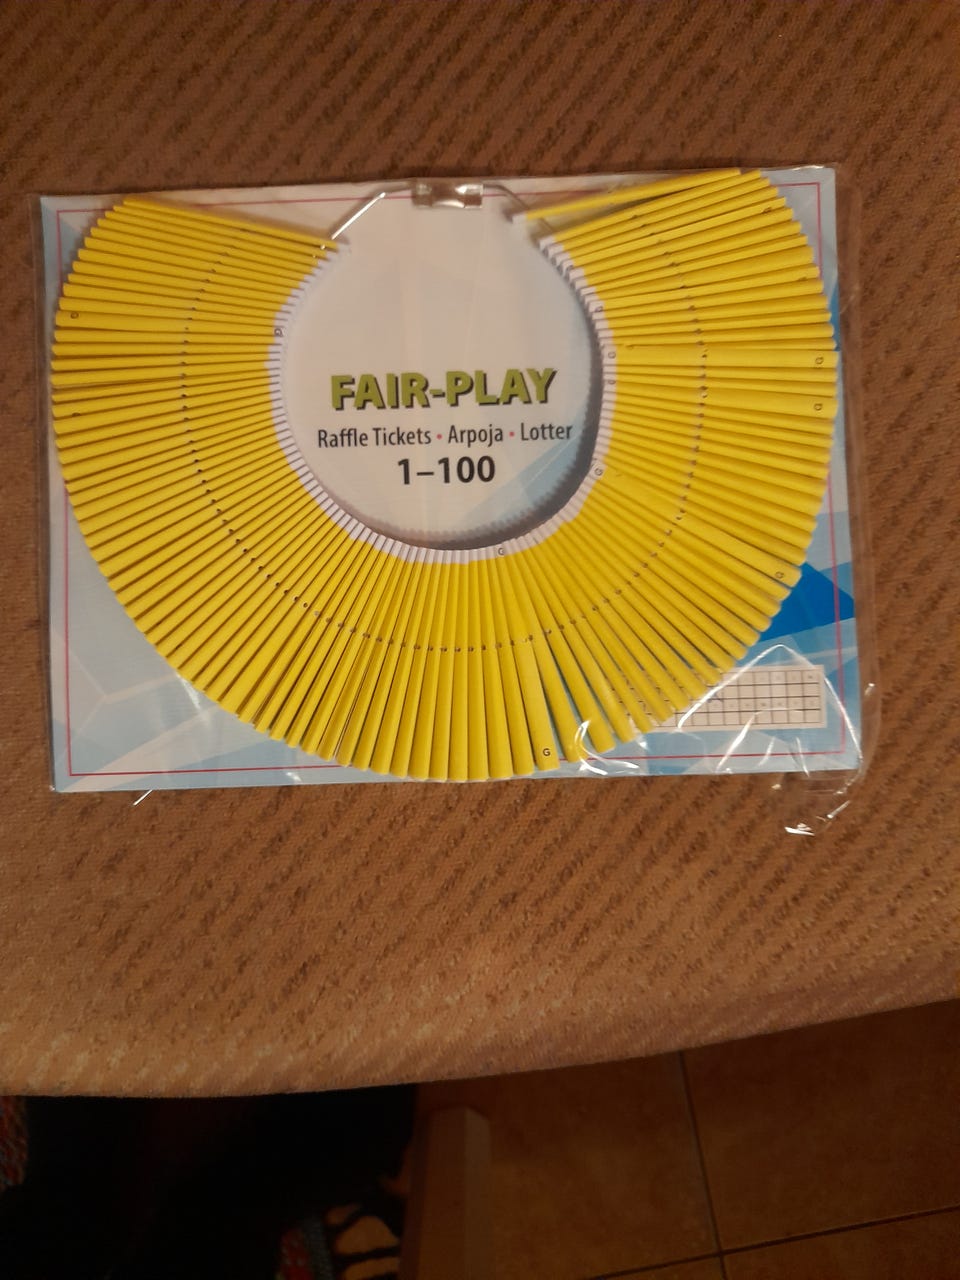 FAIR-PLAY
Raffle Tickets • Arpoja • Lotter
1–100
G
G
G
G
G
G
G